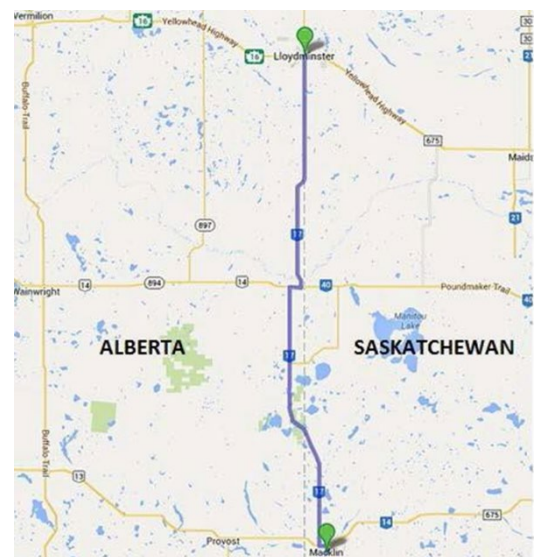 Vermilion
16
Yellowhead Highway
16
Lloydminster
Yellowhead Highway
Buffalo Trail
675
Maids
897
17
21
Wainwright
14
894
14
40
Poundmaker Trail
40
Manitou
Lake
ALBERTA
SASKATCHEWAN
17
Buffalo Trail
13
17
14
675
Provost
Macklin